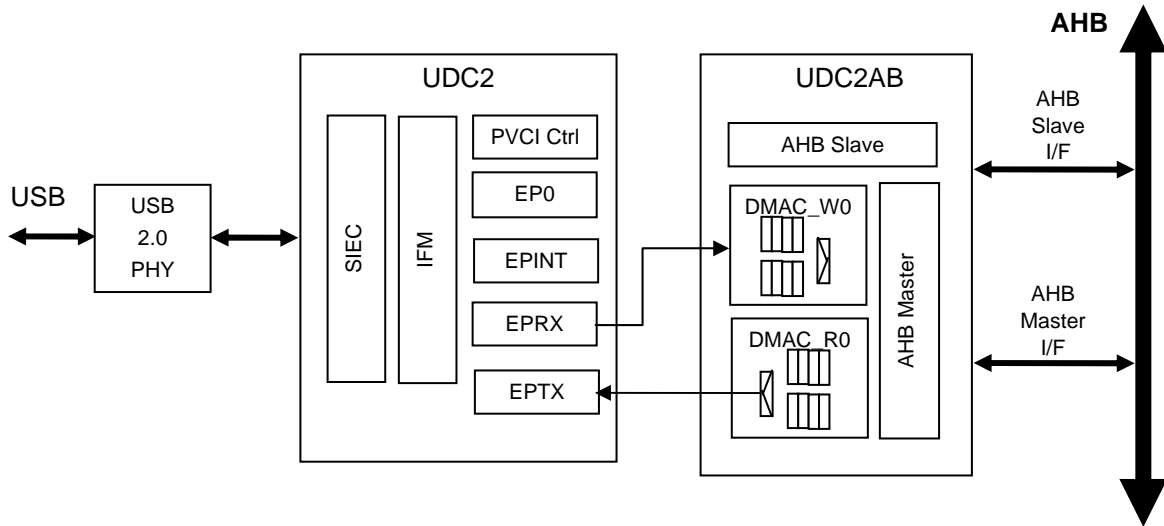 AHB
UDC2
UDC2AB
USB
USB
2.0
PHY
SIEC
IFM
PVCI Ctrl
EP0
EPINT
EPRX
EPTX
AHB Slave
DMAC_W0
DMAC_R0
AHB Master
AHB
Slave
I/F
AHB
Master
I/F